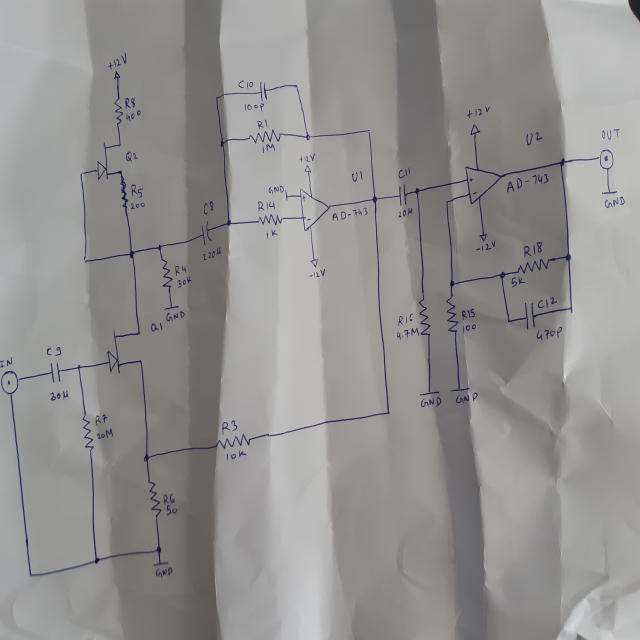 +12V
R8
400
Q2
R5
200
C10
100P
R1
1M
+12V
GND
U1
R14
1K
AD-743
-12V
C8
220H
R4
30K
GND
Q1
IN
C9
20H
R7
20M
R3
10K
R6
50
GND
+12V
U2
OUT
C11
20H
AD-743
GND
-12V
R18
5K
C12
470P
R16
4.7M
R15
100
GND
GND